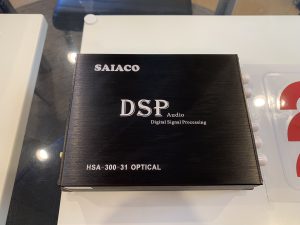 SAIACO
DSP Audio
Digital Signal Processing
HSA-300-31 OPTICAL